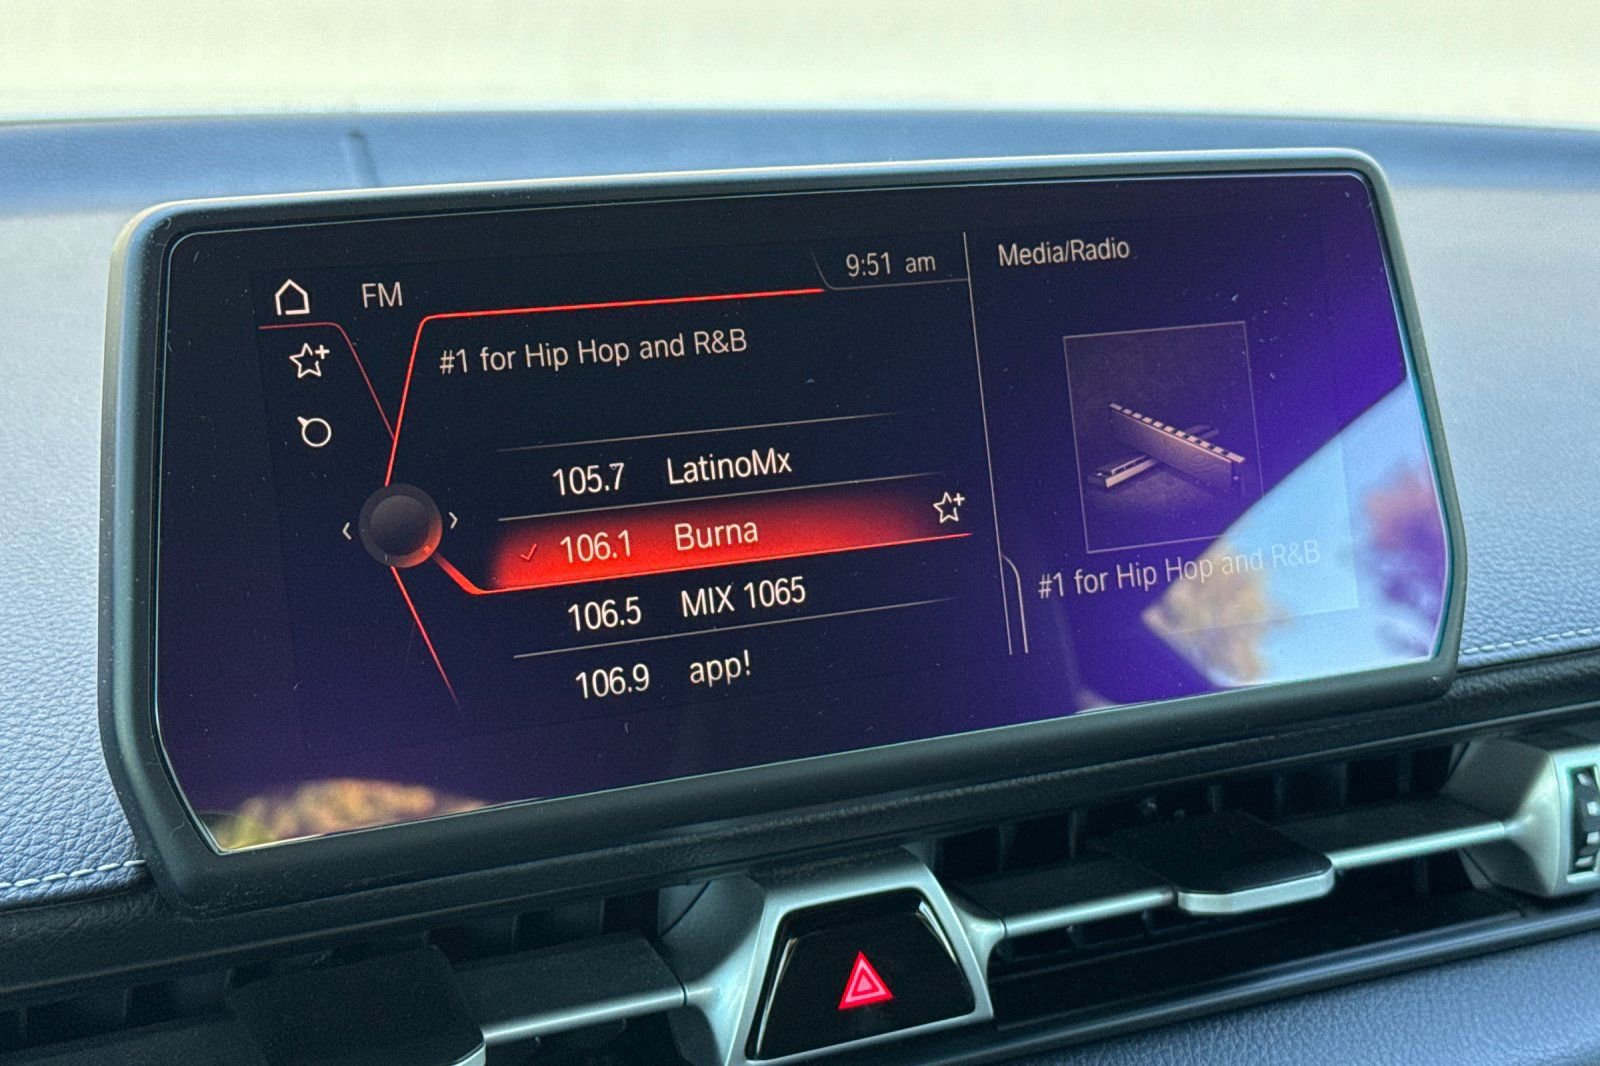 9:51 am
Media/Radio
FM
#1 for Hip Hop and R&B
105.7 LatinoMx
106.1 Burna
106.5 MIX 1065
106.9 app!
#1 for Hip Hop and R&B